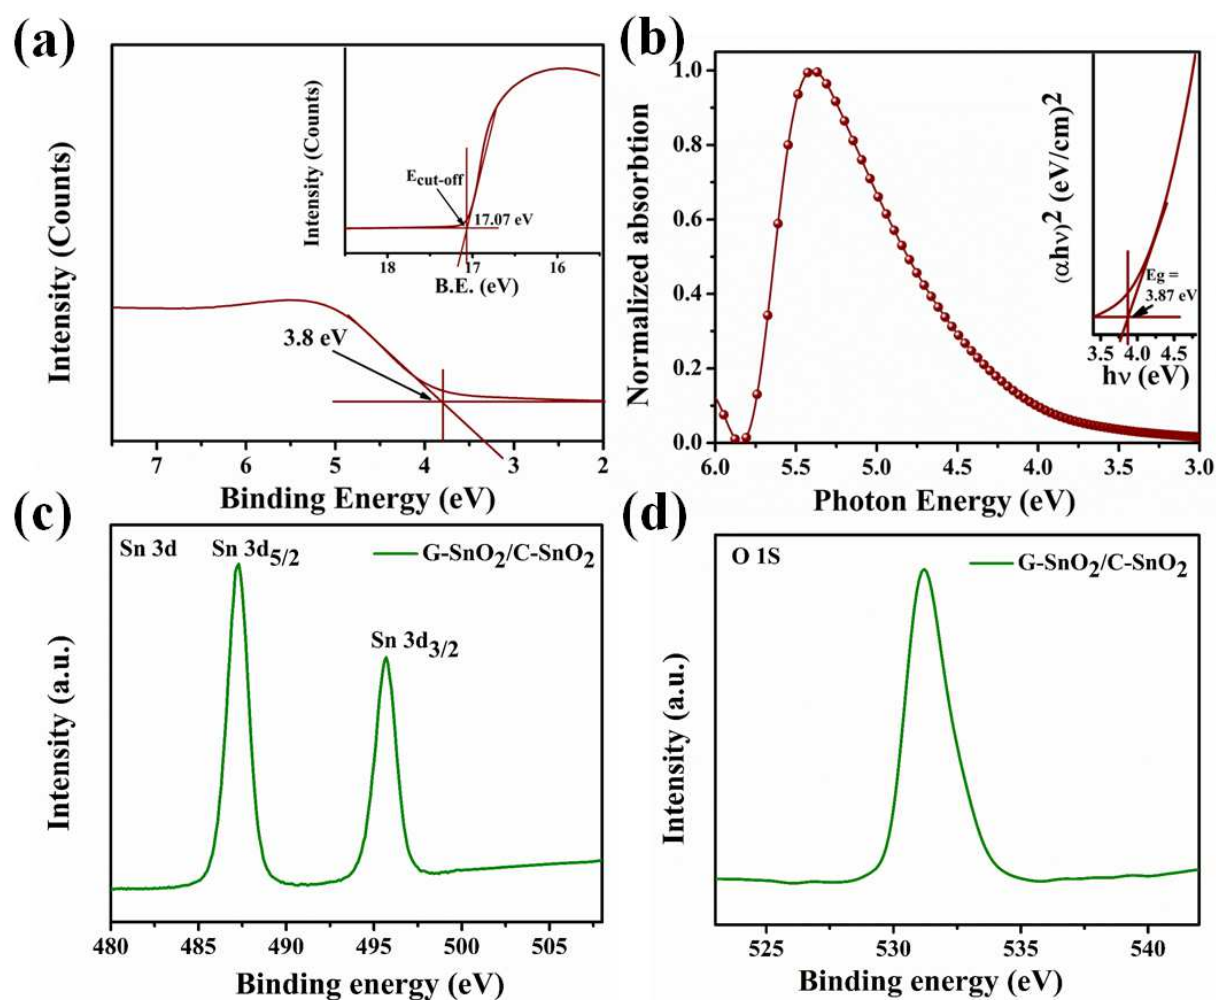 (a)
Intensity (Counts)
Intensity (Counts)
E_cut-off
17.07 eV
18 17 16
B.E. (eV)
3.8 eV
7 6 5 4 3 2
Binding Energy (eV)
(b)
Normalized absorbtion
1.0
0.8
0.6
0.4
0.2
0.0
(αhν)² (eV/cm)²
Eg =
3.87 eV
3.5 4.0 4.5
hν (eV)
6.0 5.5 5.0 4.5 4.0 3.5 3.0
Photon Energy (eV)
(c)
Sn 3d Sn 3d5/2 G-SnO2/C-SnO2
Sn 3d3/2
Intensity (a.u.)
480 485 490 495 500 505
Binding energy (eV)
(d)
O 1S G-SnO2/C-SnO2
Intensity (a.u.)
525 530 535 540
Binding energy (eV)